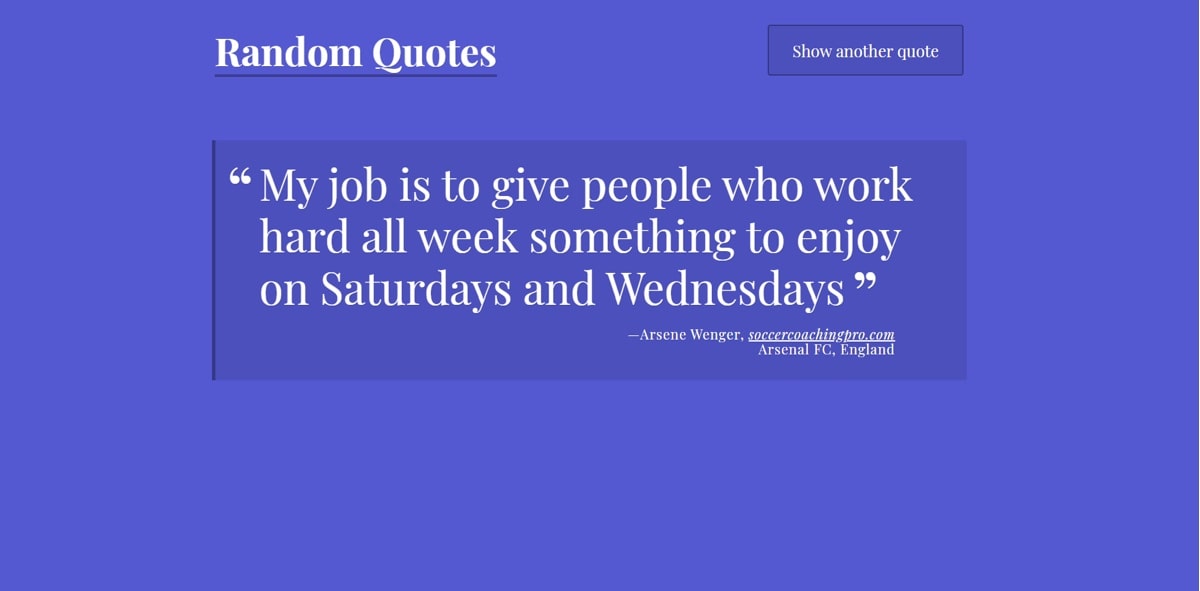 Random Quotes
Show another quote
“ My job is to give people who work
hard all week something to enjoy
on Saturdays and Wednesdays ”
—Arsene Wenger, soccercoachingpro.com
Arsenal FC, England